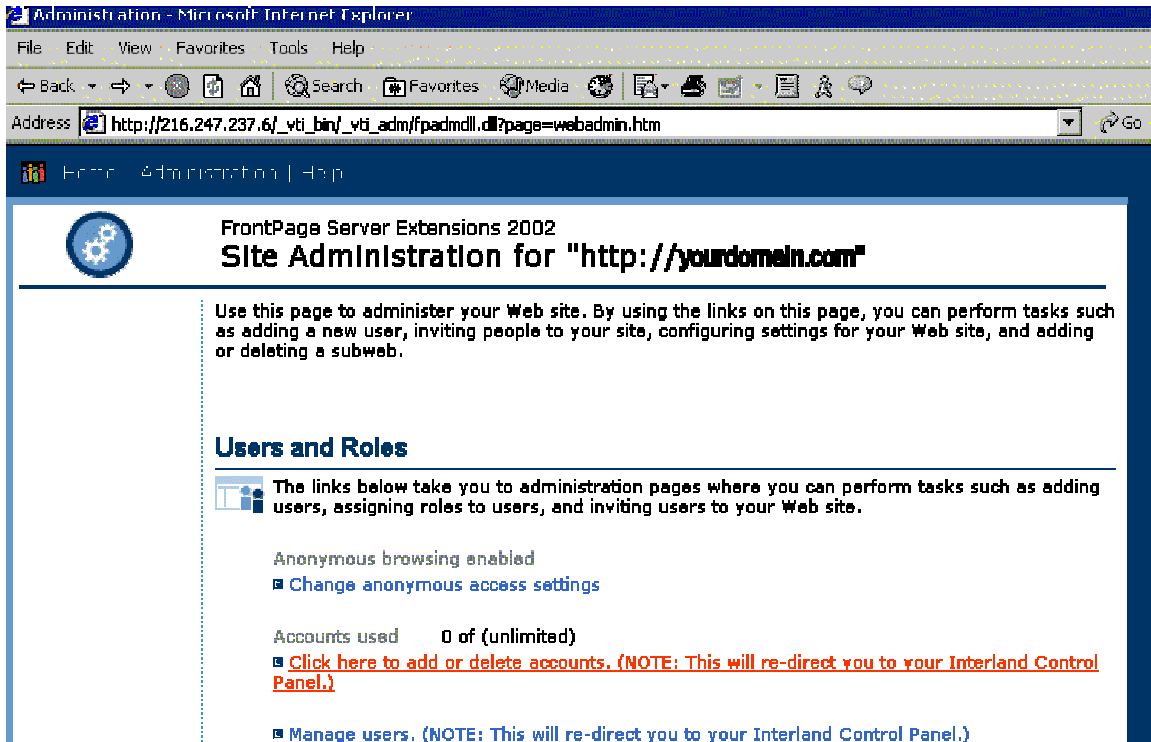 Administration - Microsoft Internet Explorer
File Edit View Favorites Tools Help
Back Search Favorites Media
Address http://216.247.237.6/_vti_bin/_vti_adm/fpadmdll.dll?page=webadmin.htm Go
Home Administration | Help
FrontPage Server Extensions 2002
Site Administration for "http://yourdomain.com"
Use this page to administer your Web site. By using the links on this page, you can perform tasks such
as adding a new user, inviting people to your site, configuring settings for your Web site, and adding
or deleting a subweb.
Users and Roles
The links below take you to administration pages where you can perform tasks such as adding
users, assigning roles to users, and inviting users to your Web site.
Anonymous browsing enabled
Change anonymous access settings
Accounts used 0 of (unlimited)
Click here to add or delete accounts. (NOTE: This will re-direct you to your Interland Control
Panel.)
Manage users. (NOTE: This will re-direct you to your Interland Control Panel.)